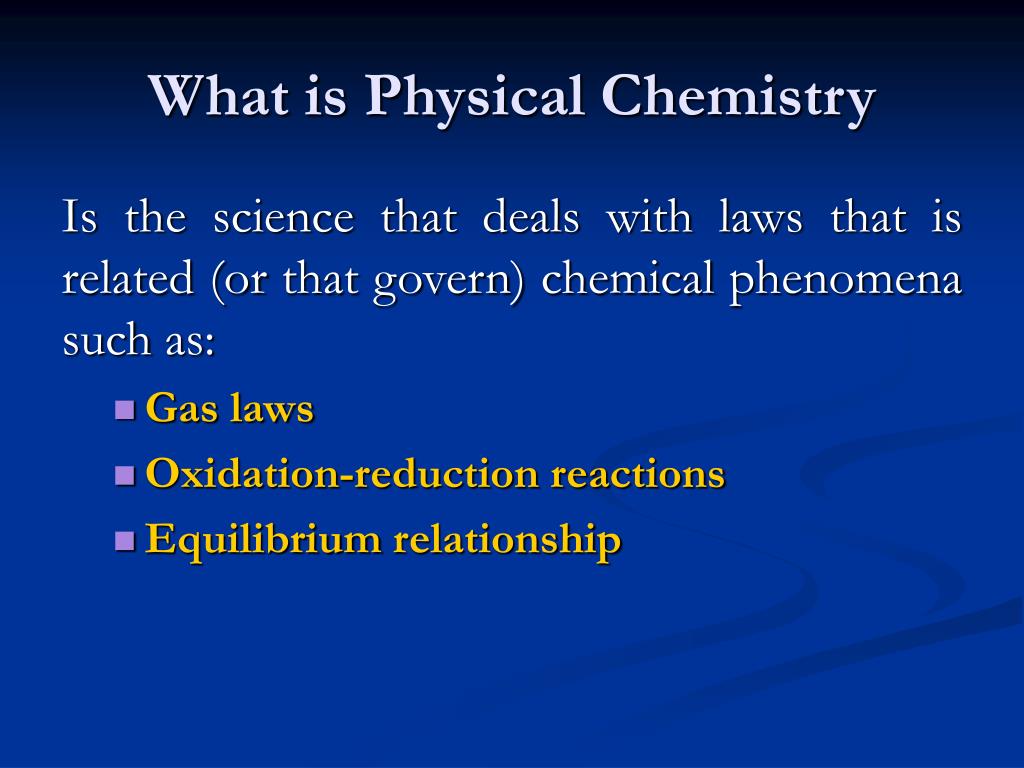 What is Physical Chemistry
Is the science that deals with laws that is
related (or that govern) chemical phenomena
such as:
Gas laws
Oxidation-reduction reactions
Equilibrium relationship